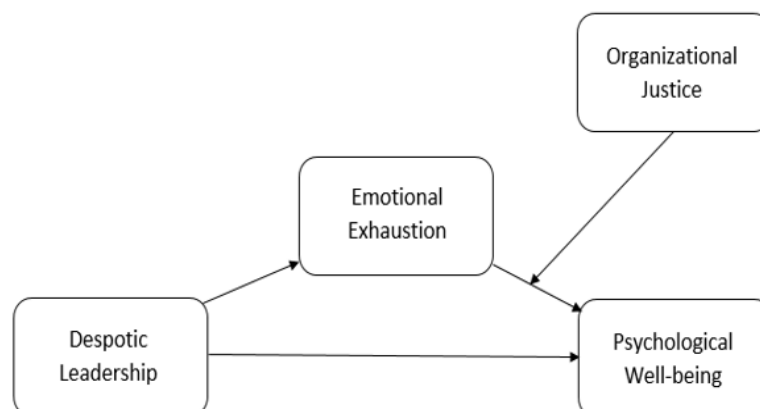 Organizational
Justice
Emotional
Exhaustion
Despotic
Leadership
Psychological
Well-being